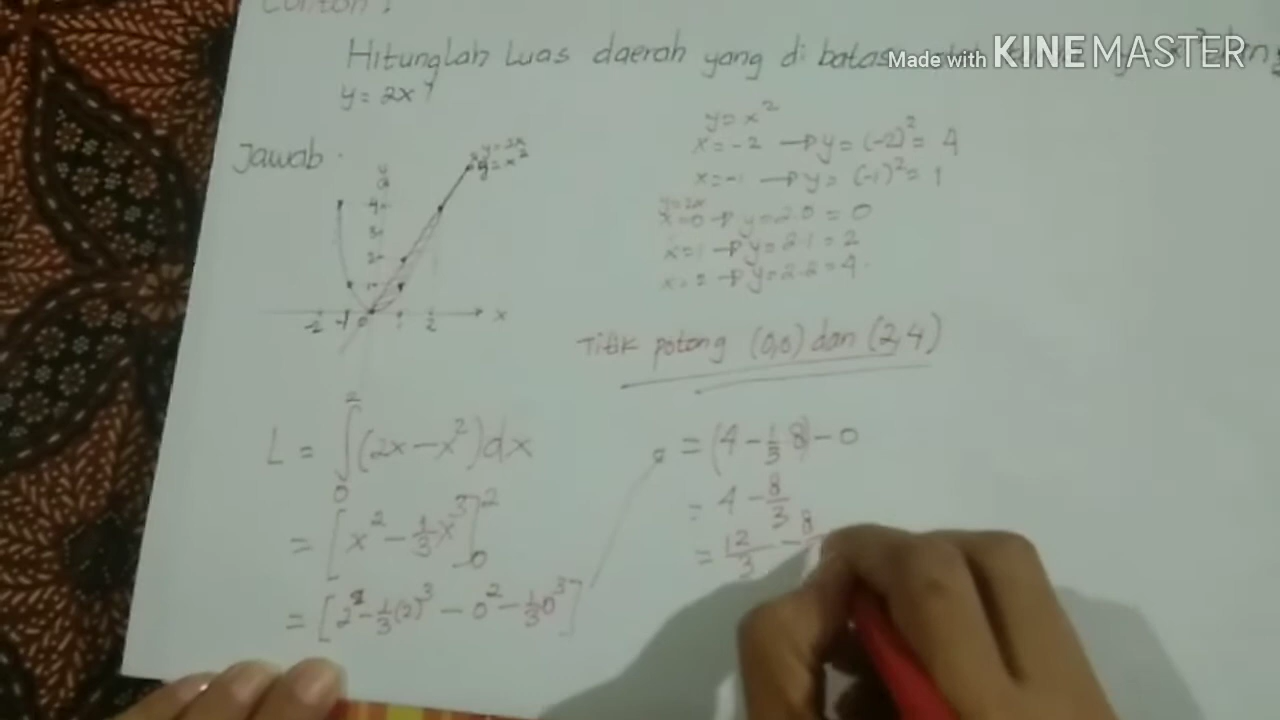 Contoh :
Made with KINEMASTER
Hitunglah luas daerah yang di batas
y = 2x !
Jawab :
y = x²
x = -2 → y = (-2)² = 4
x = -1 → y = (-1)² = 1
y = 2x
x = 0 → y = 2.0 = 0
x = 1 → y = 2.1 = 2
x = 2 → y = 2.2 = 4
y = 2x
y = x²
4
3
2
1
-2 -1 0 1 2 x
Titik potong (0,0) dan (2,4)
L = ∫₀² (2x - x²) dx
= [x² - 1/3 x³]₀²
= [2² - 1/3 (2)³ - 0² - 1/3 0³]
= (4 - 1/3 8) - 0
= 4 - 8/3
= 12/3 - 8